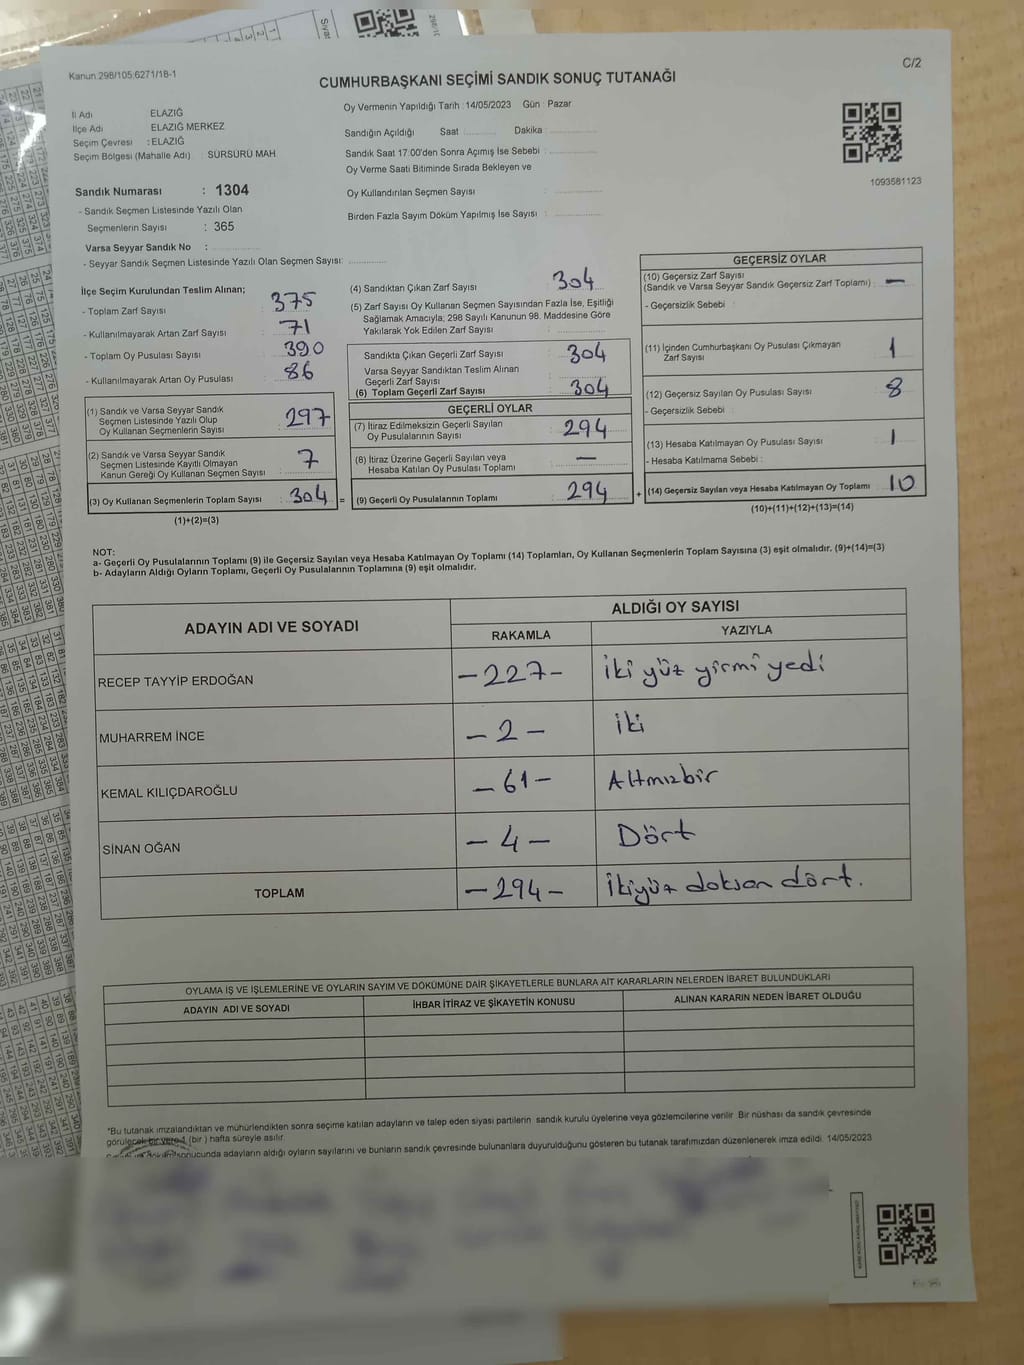 Kanun 298/105;6271/18-1
C/2
CUMHURBAŞKANI SEÇİMİ SANDIK SONUÇ TUTANAĞI
İl Adı ELAZIĞ
İlçe Adı ELAZIĞ MERKEZ
Seçim Çevresi : ELAZIĞ
Seçim Bölgesi (Mahalle Adı) : SÜRSÜRÜ MAH
Sandık Numarası : 1304
- Sandık Seçmen Listesinde Yazılı Olan
Seçmenlerin Sayısı : 365
Varsa Seyyar Sandık No :
- Seyyar Sandık Seçmen Listesinde Yazılı Olan Seçmen Sayısı:
Oy Vermenin Yapıldığı Tarih : 14/05/2023 Gün : Pazar
Sandığın Açıldığı Saat Dakika
Sandık Saat 17:00'den Sonra Açımış İse Sebebi :
Oy Verme Saati Bitiminde Sırada Bekleyen ve
Oy Kullandırılan Seçmen Sayısı
Birden Fazla Sayım Döküm Yapılmış İse Sayısı :
1093581123
İlçe Seçim Kurulundan Teslim Alınan;
- Toplam Zarf Sayısı 375
- Kullanılmayarak Artan Zarf Sayısı 71
- Toplam Oy Pusulası Sayısı 390
- Kullanılmayarak Artan Oy Pusulası 86
(1) Sandık ve Varsa Seyyar Sandık
Seçmen Listesinde Yazılı Olup
Oy Kullanan Seçmenlerin Sayısı 297
(2) Sandık ve Varsa Seyyar Sandık
Seçmen Listesinde Kayıtlı Olmayan
Kanun Gereği Oy Kullanan Seçmen Sayısı 7
(3) Oy Kullanan Seçmenlerin Toplam Sayısı 304 =
(1)+(2)=(3)
(4) Sandıktan Çıkan Zarf Sayısı 304
(5) Zarf Sayısı Oy Kullanan Seçmen Sayısından Fazla İse, Eşitliği
Sağlamak Amacıyla; 298 Sayılı Kanunun 98. Maddesine Göre
Yakılarak Yok Edilen Zarf Sayısı
Sandıkta Çıkan Geçerli Zarf Sayısı 304
Varsa Seyyar Sandıktan Teslim Alınan
Geçerli Zarf Sayısı
(6) Toplam Geçerli Zarf Sayısı 304
GEÇERLİ OYLAR
(7) İtiraz Edilmeksizin Geçerli Sayılan
Oy Pusulalarının Sayısı 294
(8) İtiraz Üzerine Geçerli Sayılan veya
Hesaba Katılan Oy Pusulası Toplamı —
(9) Geçerli Oy Pusulalarının Toplamı 294 +
GEÇERSİZ OYLAR
(10) Geçersiz Zarf Sayısı
(Sandık ve Varsa Seyyar Sandık Geçersiz Zarf Toplamı) : —
- Geçersizlik Sebebi :
(11) İçinden Cumhurbaşkanı Oy Pusulası Çıkmayan
Zarf Sayısı 1
(12) Geçersiz Sayılan Oy Pusulası Sayısı 8
- Geçersizlik Sebebi
(13) Hesaba Katılmayan Oy Pusulası Sayısı 1
- Hesaba Katılmama Sebebi :
(14) Geçersiz Sayılan veya Hesaba Katılmayan Oy Toplamı 10
(10)+(11)+(12)+(13)=(14)
NOT:
a- Geçerli Oy Pusulalarının Toplamı (9) ile Geçersiz Sayılan veya Hesaba Katılmayan Oy Toplamı (14) Toplamları, Oy Kullanan Seçmenlerin Toplam Sayısına (3) eşit olmalıdır. (9)+(14)=(3)
b- Adayların Aldığı Oyların Toplamı, Geçerli Oy Pusulalarının Toplamına (9) eşit olmalıdır.
ADAYIN ADI VE SOYADI ALDIĞI OY SAYISI
RAKAMLA YAZIYLA
RECEP TAYYİP ERDOĞAN -227- İki yüz yirmi yedi
MUHARREM İNCE -2- iki
KEMAL KILIÇDAROĞLU -61- Altmızbir
SİNAN OĞAN -4- Dört
TOPLAM -294- İkiyüz doksan dört.
OYLAMA İŞ VE İŞLEMLERİNE VE OYLARIN SAYIM VE DÖKÜMÜNE DAİR ŞİKAYETLERLE BUNLARA AİT KARARLARIN NELERDEN İBARET BULUNDUKLARI
ADAYIN ADI VE SOYADI İHBAR İTİRAZ VE ŞİKAYETİN KONUSU ALINAN KARARIN NEDEN İBARET OLDUĞU
*Bu tutanak imzalandıktan ve mühürlendikten sonra seçime katılan adayların ve talep eden siyasi partilerin sandık kurulu üyelerine veya gözlemcilerine verilir. Bir nüshası da sandık çevresinde
görülecek bir yere 1 (bir ) hafta süreyle asılır.
sonucunda adayların aldığı oyların sayılarını ve bunların sandık çevresinde bulunanlara duyurulduğunu gösteren bu tutanak tarafımızdan düzenlenerek imza edildi. 14/05/2023